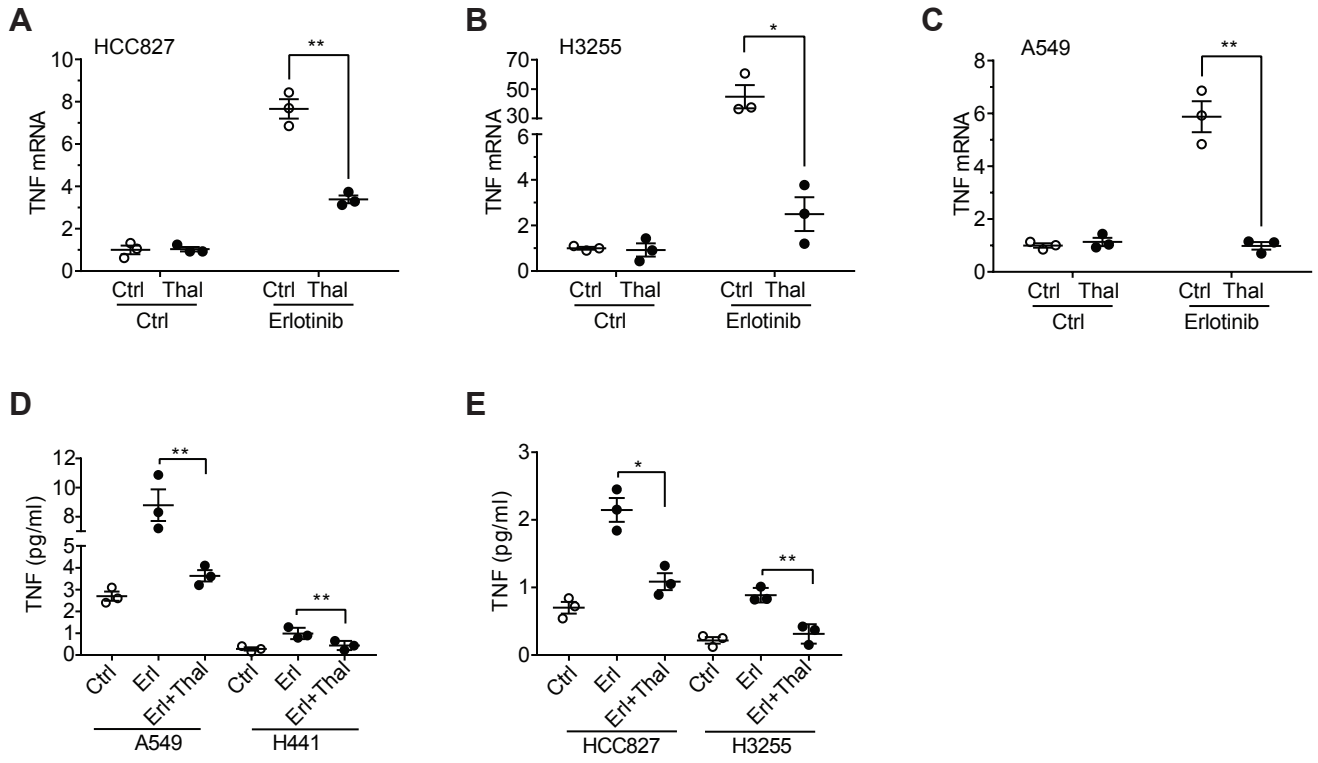 A
HCC827
**
TNF mRNA
10
8
6
4
2
0
Ctrl Thal Ctrl Thal
Ctrl Erlotinib
B
H3255
*
TNF mRNA
70
50
30
6
4
2
0
Ctrl Thal Ctrl Thal
Ctrl Erlotinib
C
A549
**
TNF mRNA
8
6
4
2
0
Ctrl Thal Ctrl Thal
Ctrl Erlotinib
D
**
**
TNF (pg/ml)
12
10
8
5
4
3
2
1
0
Ctrl Erl Erl+Thal Ctrl Erl Erl+Thal
A549 H441
E
*
**
TNF (pg/ml)
3
2
1
0
Ctrl Erl Erl+Thal Ctrl Erl Erl+Thal
HCC827 H3255